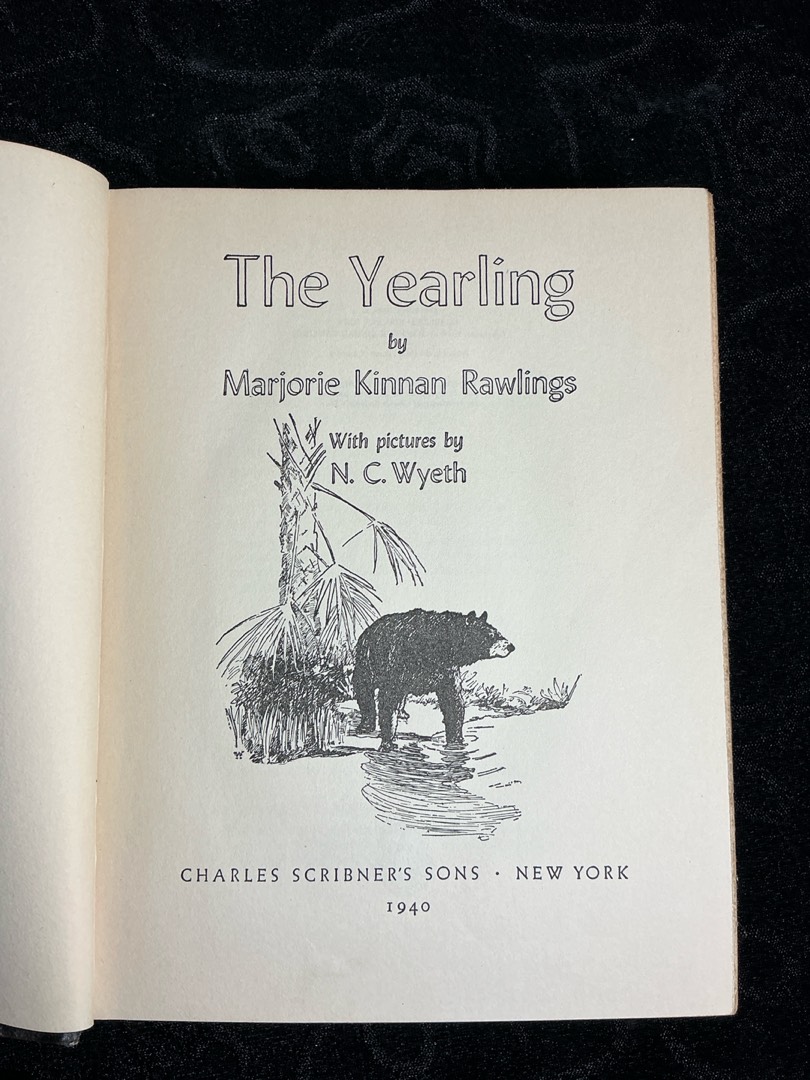 The Yearling
by
Marjorie Kinnan Rawlings
With pictures by
N. C. Wyeth
CHARLES SCRIBNER'S SONS · NEW YORK
1940